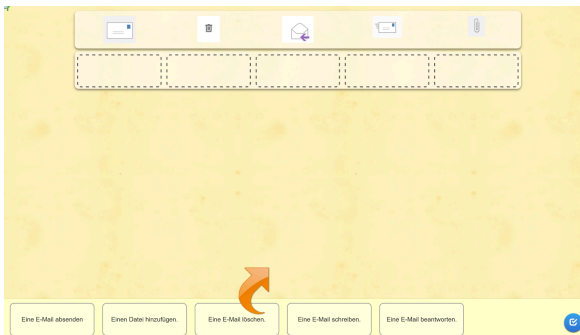 Eine E-Mail absenden
Einen Datei hinzufügen.
Eine E-Mail löschen.
Eine E-Mail schreiben.
Eine E-Mail beantworten.